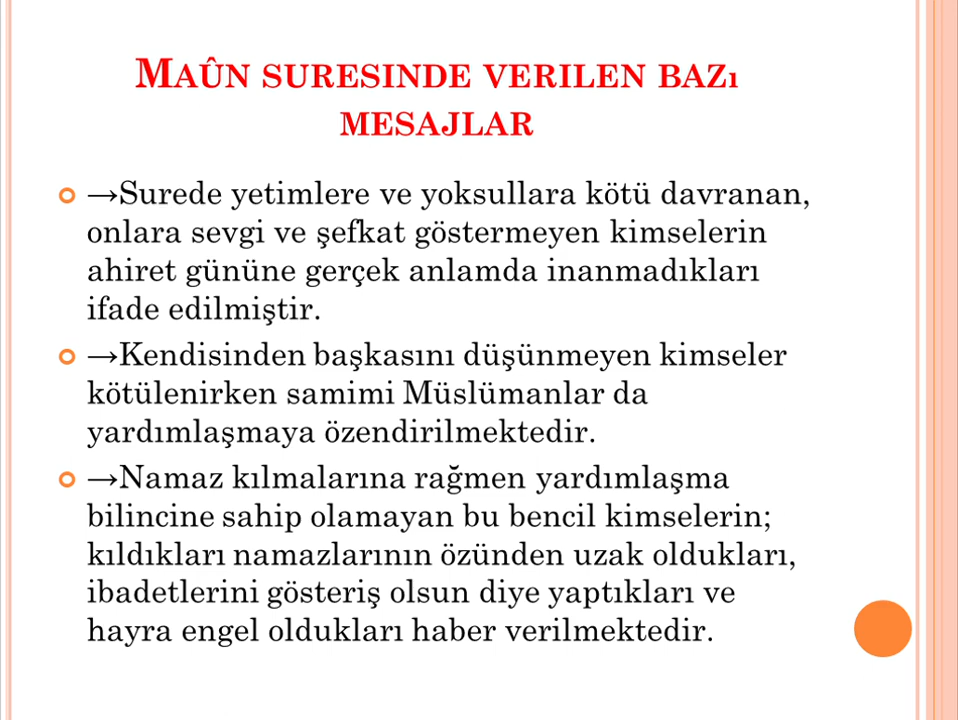 MAÛN SURESINDE VERILEN BAZı
MESAJLAR
→Surede yetimlere ve yoksullara kötü davranan,
onlara sevgi ve şefkat göstermeyen kimselerin
ahiret gününe gerçek anlamda inanmadıkları
ifade edilmiştir.
→Kendisinden başkasını düşünmeyen kimseler
kötülenirken samimi Müslümanlar da
yardımlaşmaya özendirilmektedir.
→Namaz kılmalarına rağmen yardımlaşma
bilincine sahip olamayan bu bencil kimselerin;
kıldıkları namazlarının özünden uzak oldukları,
ibadetlerini gösteriş olsun diye yaptıkları ve
hayra engel oldukları haber verilmektedir.